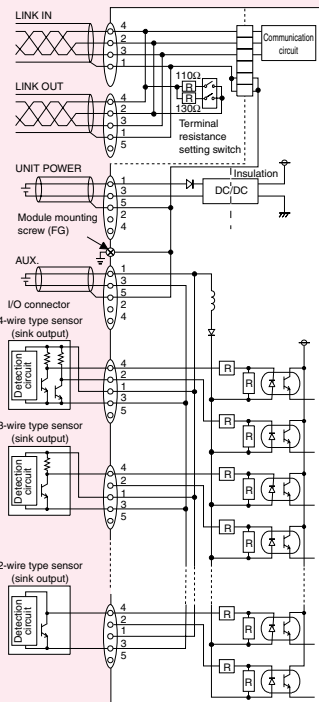 LINK IN
4
2
3
1
Communication
circuit
LINK OUT
4
2
3
1
5
110Ω
R
R
130Ω
Terminal
resistance
setting switch
UNIT POWER
1
3
5
2
4
Insulation
DC/DC
Module mounting
screw (FG)
AUX.
1
3
5
2
4
I/O connector
4-wire type sensor
(sink output)
Detection
circuit
4
2
1
3
5
R
R
R
R
3-wire type sensor
(sink output)
Detection
circuit
4
2
1
3
5
R
R
R
R
2-wire type sensor
(sink output)
Detection
circuit
4
2
1
3
5
R
R
R
R